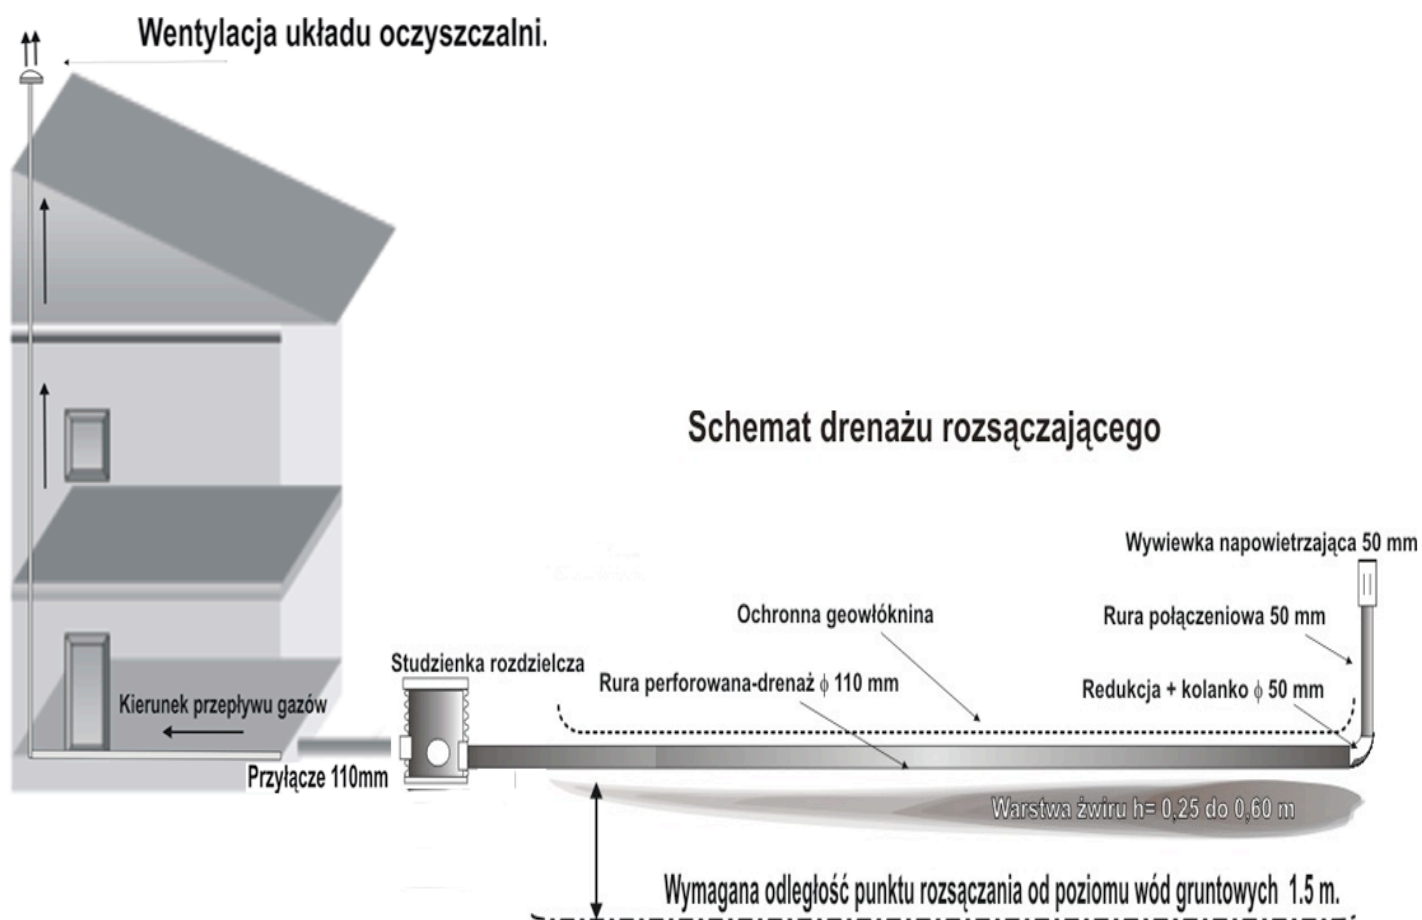 Wentylacja układu oczyszczalni.
Schemat drenażu rozsączającego
Wywiewka napowietrzająca 50 mm
Ochronna geowłóknina
Rura połączeniowa 50 mm
Studzienka rozdzielcza
Rura perforowana-drenaż ϕ 110 mm
Redukcja + kolanko ϕ 50 mm
Kierunek przepływu gazów
Przyłącze 110mm
Warstwa żwiru h= 0,25 do 0,60 m
Wymagana odległość punktu rozsączania od poziomu wód gruntowych 1.5 m.